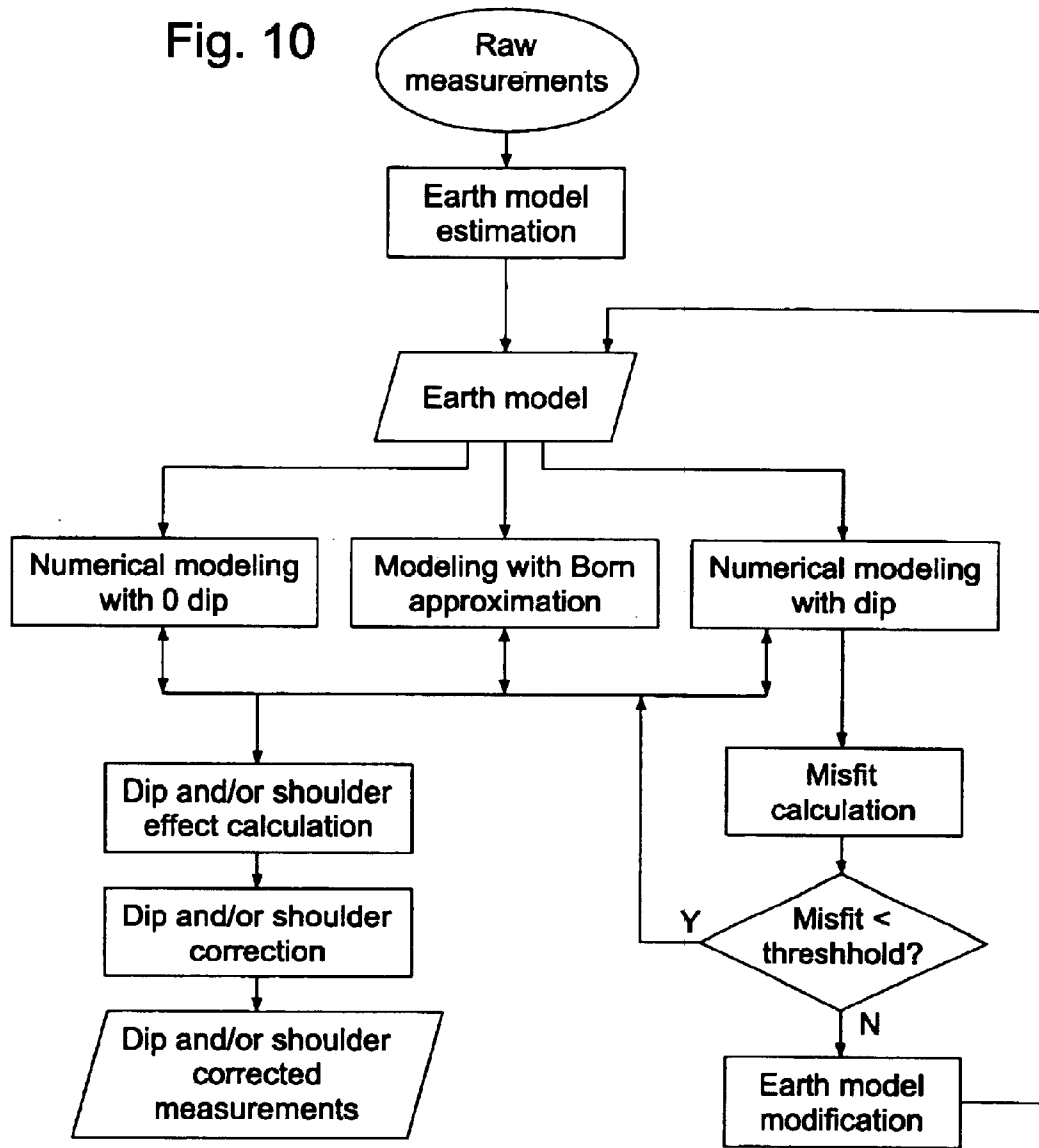 Fig. 10
Raw
measurements
Earth model
estimation
Earth model
Numerical modeling
with 0 dip
Modeling with Born
approximation
Numerical modeling
with dip
Dip and/or shoulder
effect calculation
Misfit
calculation
Dip and/or shoulder
correction
Y
Misfit <
threshhold?
N
Dip and/or shoulder
corrected
measurements
Earth model
modification